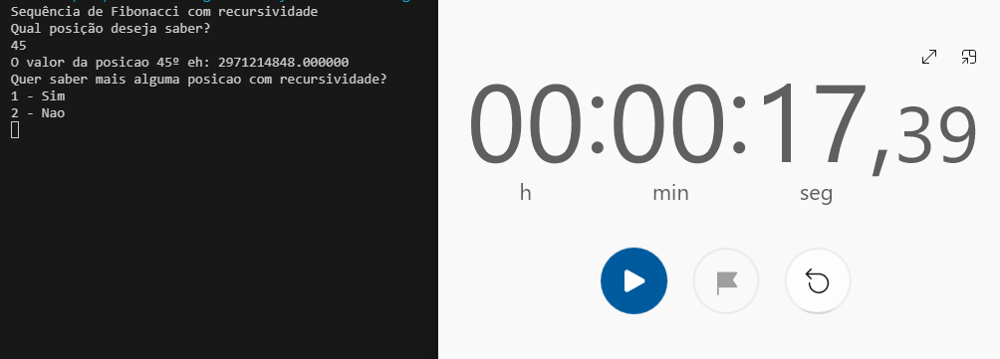 Sequência de Fibonacci com recursividade
Qual posição deseja saber?
45
O valor da posicao 45º eh: 2971214848.000000
Quer saber mais alguma posicao com recursividade?
1 - Sim
2 - Nao
00:00:17,39
h min seg